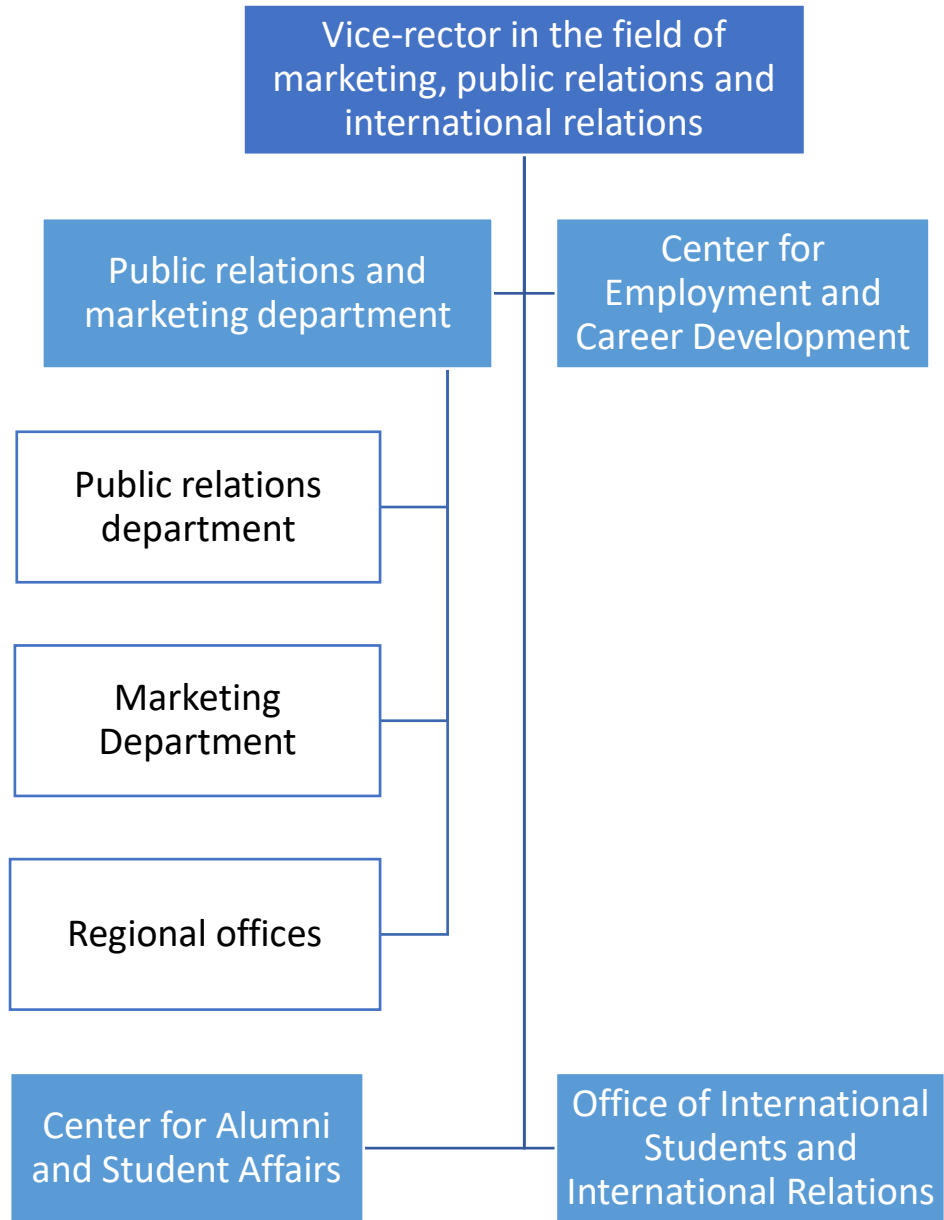 Vice-rector in the field of
marketing, public relations and
international relations
Public relations and
marketing department
Center for
Employment and
Career Development
Public relations
department
Marketing
Department
Regional offices
Center for Alumni
and Student Affairs
Office of International
Students and
International Relations